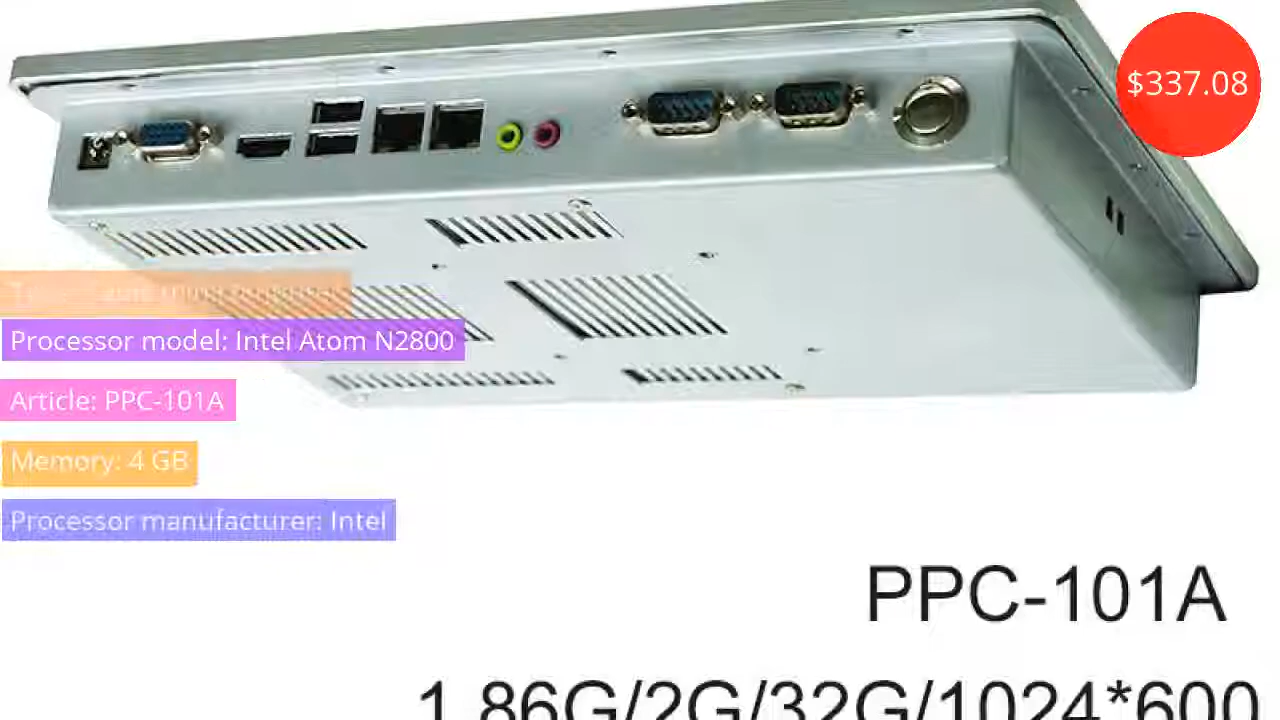 $337.08
Processor model: Intel Atom N2800
Article: PPC-101A
Memory: 4 GB
Processor manufacturer: Intel
PPC-101A
1.86G/2G/32G/1024*600